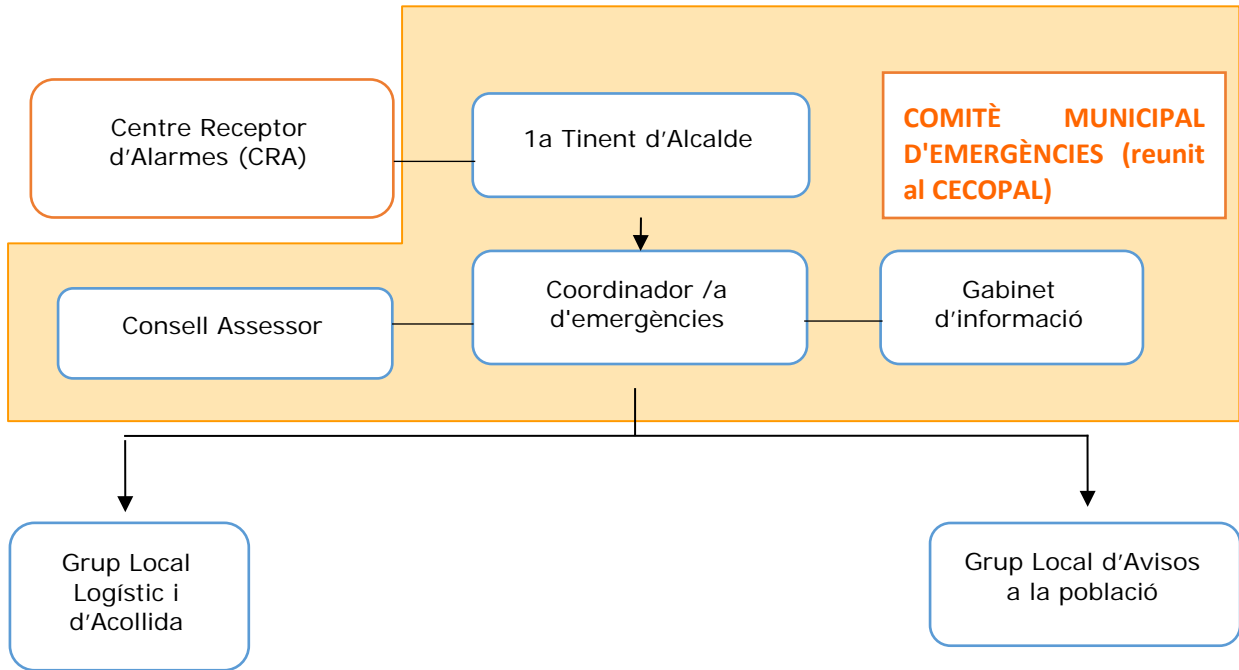 Centre Receptor
d’Alarmes (CRA)
1a Tinent d’Alcalde
COMITÈ MUNICIPAL
D'EMERGÈNCIES (reunit
al CECOPAL)
Consell Assessor
Coordinador /a
d'emergències
Gabinet
d’informació
Grup Local
Logístic i
d’Acollida
Grup Local d’Avisos
a la població